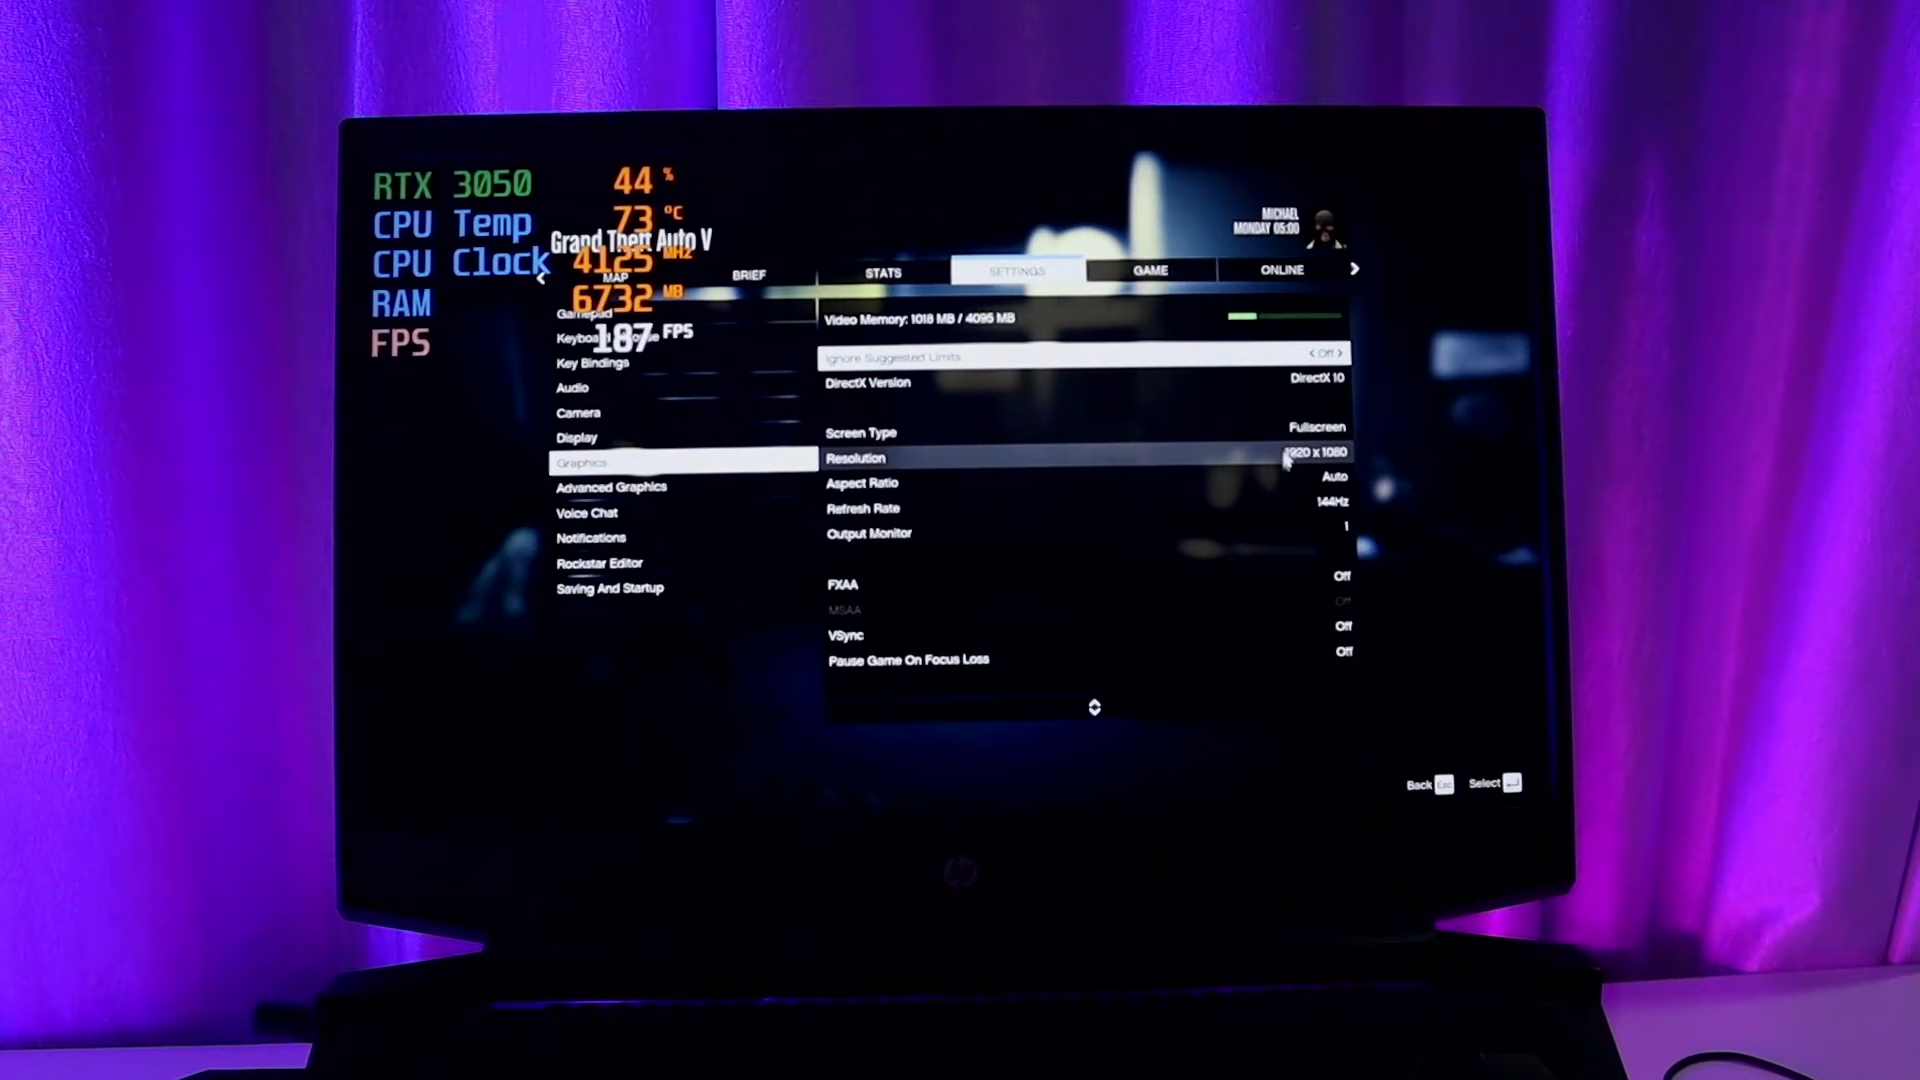 RTX 3050 44 %
CPU Temp 73 °C
CPU Clock 4125 MHz
RAM 6732 MB
FPS 187 FPS
Grand Theft Auto V
MICHAEL
MONDAY 05:00
MAP BRIEF STATS SETTINGS GAME ONLINE
Gamepad
Key Bindings
Audio
Camera
Display
Graphics
Advanced Graphics
Voice Chat
Notifications
Rockstar Editor
Saving And Startup
Video Memory: 1018 MB / 4095 MB
Ignore Suggested Limits < Off >
DirectX Version DirectX 10
Screen Type Fullscreen
Resolution 1920 x 1080
Aspect Ratio Auto
Refresh Rate 144Hz
Output Monitor 1
FXAA Off
MSAA Off
VSync Off
Pause Game On Focus Loss Off
Back Esc Select
hp